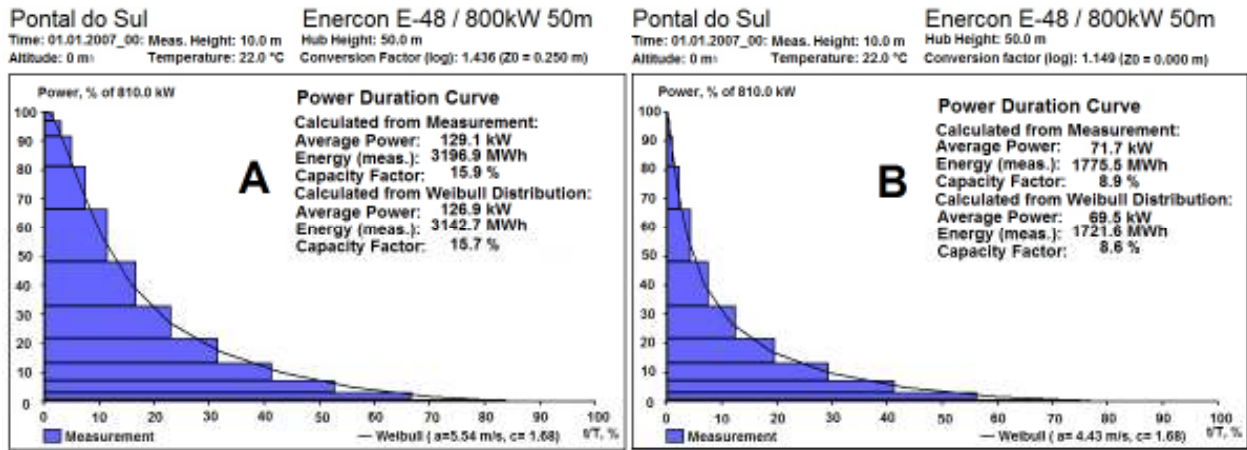 Pontal do Sul
Enercon E-48 / 800kW 50m
Time: 01.01.2007_00: Meas. Height: 10.0 m
Hub Height: 50.0 m
Altitude: 0 m
Temperature: 22.0 °C
Conversion Factor (log): 1.436 (Z0 = 0.250 m)
Power, % of 810.0 kW
Power Duration Curve
Calculated from Measurement:
Average Power: 129.1 kW
Energy (meas.): 3196.9 MWh
Capacity Factor: 15.9 %
Calculated from Weibull Distribution:
Average Power: 126.9 kW
Energy (meas.): 3142.7 MWh
Capacity Factor: 15.7 %
A
100
90
80
70
60
50
40
30
20
10
0
0 10 20 30 40 50 60 70 80 90 100
Measurement
Weibull ( a=5.54 m/s, c= 1.68)
t/T, %
Pontal do Sul
Enercon E-48 / 800kW 50m
Time: 01.01.2007_00: Meas. Height: 10.0 m
Hub Height: 50.0 m
Altitude: 0 m
Temperature: 22.0 °C
Conversion factor (log): 1.149 (Z0 = 0.000 m)
Power, % of 810.0 kW
Power Duration Curve
Calculated from Measurement:
Average Power: 71.7 kW
Energy (meas.): 1775.5 MWh
Capacity Factor: 8.9 %
Calculated from Weibull Distribution:
Average Power: 69.5 kW
Energy (meas.): 1721.6 MWh
Capacity Factor: 8.6 %
B
100
90
80
70
60
50
40
30
20
10
0
0 10 20 30 40 50 60 70 80 90 100
Measurement
Weibull ( a= 4.43 m/s, c= 1.68)
t/T, %